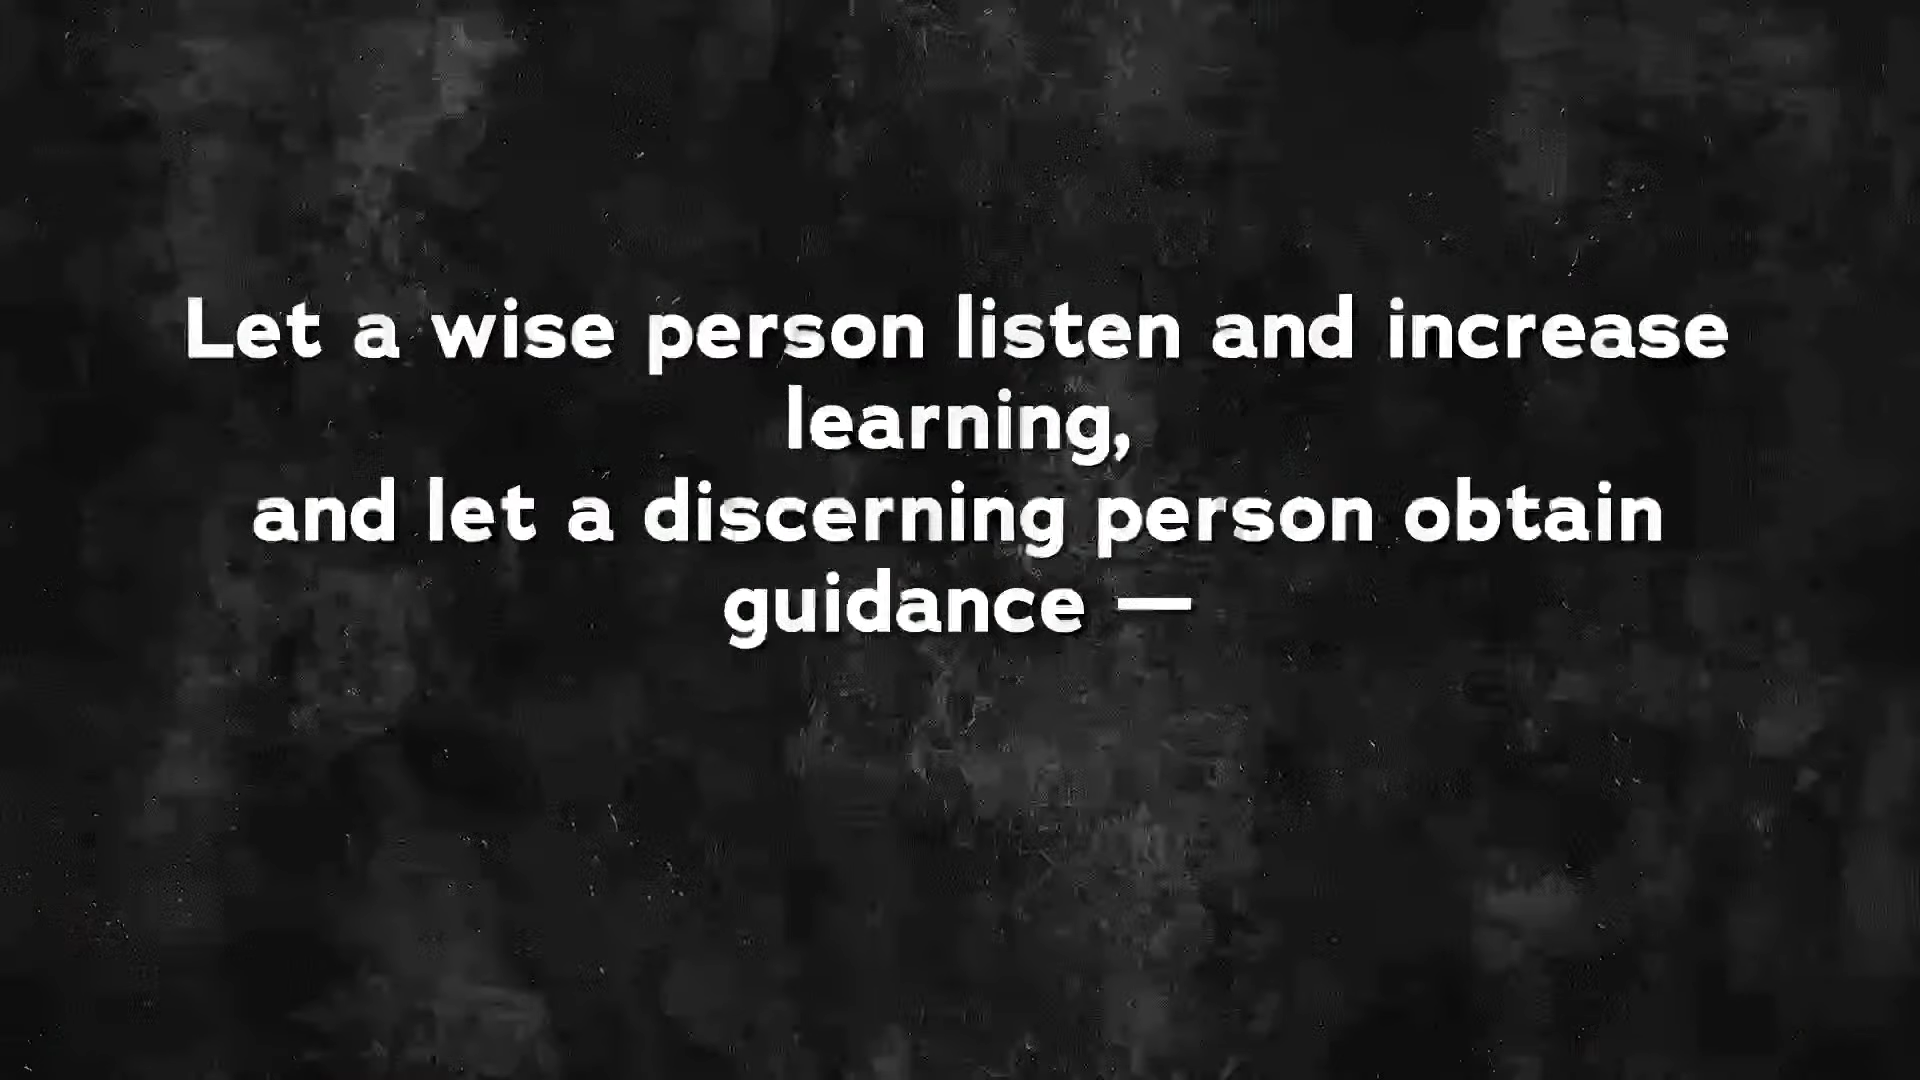 Let a wise person listen and increase
learning,
and let a discerning person obtain
guidance —